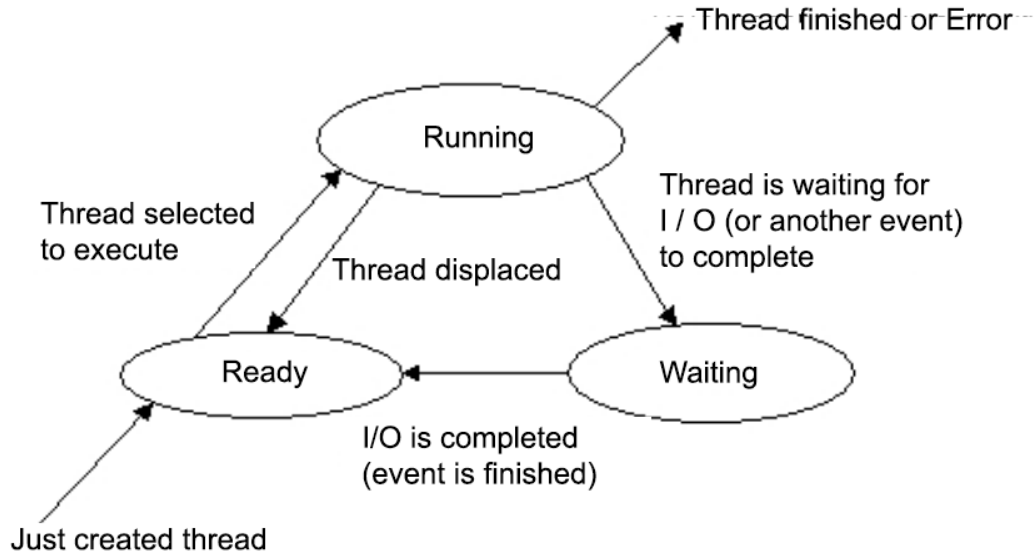 Thread finished or Error
Running
Thread selected
to execute
Thread is waiting for
I / O (or another event)
to complete
Thread displaced
Ready
Waiting
I/O is completed
(event is finished)
Just created thread